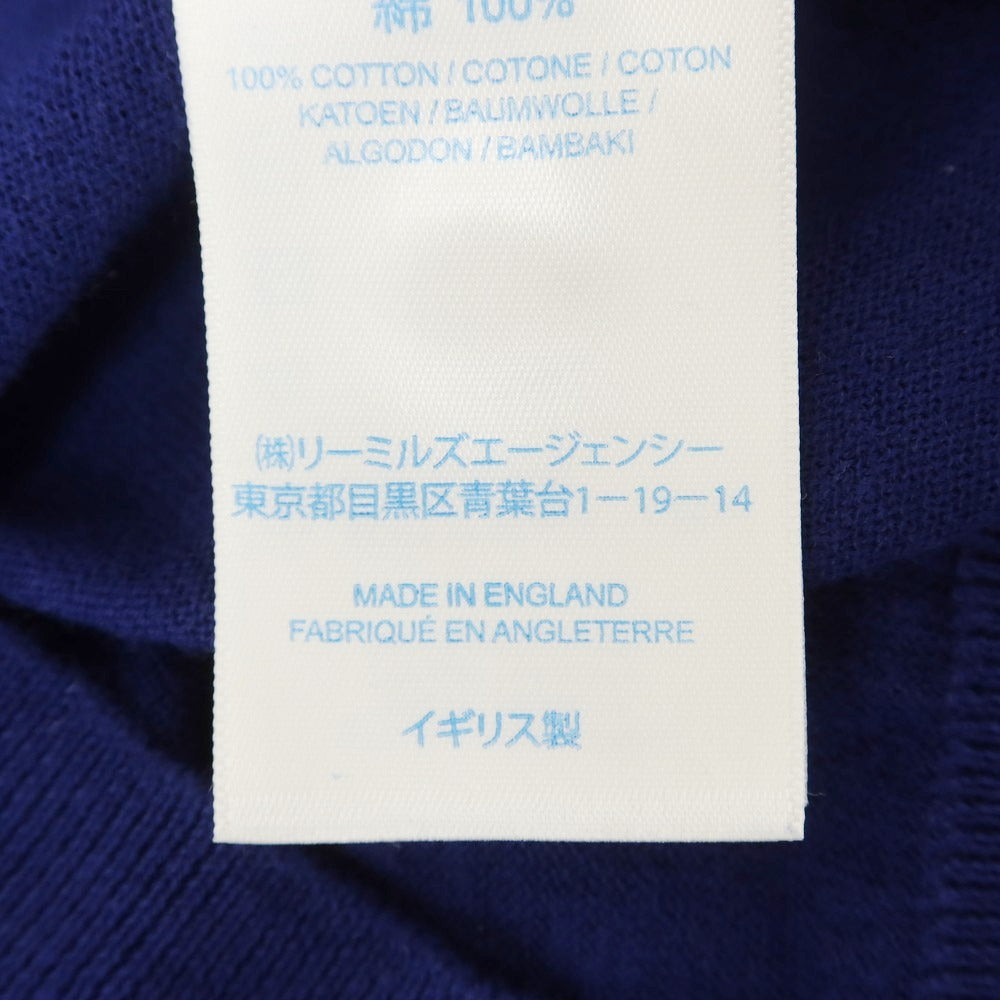 綿 100%
100% COTTON / COTONE / COTON
KATOEN / BAUMWOLLE /
ALGODON / BAMBAKI
㈱リーミルズエージェンシー
東京都目黒区青葉台1ー19ー14
MADE IN ENGLAND
FABRIQUÉ EN ANGLETERRE
イギリス製